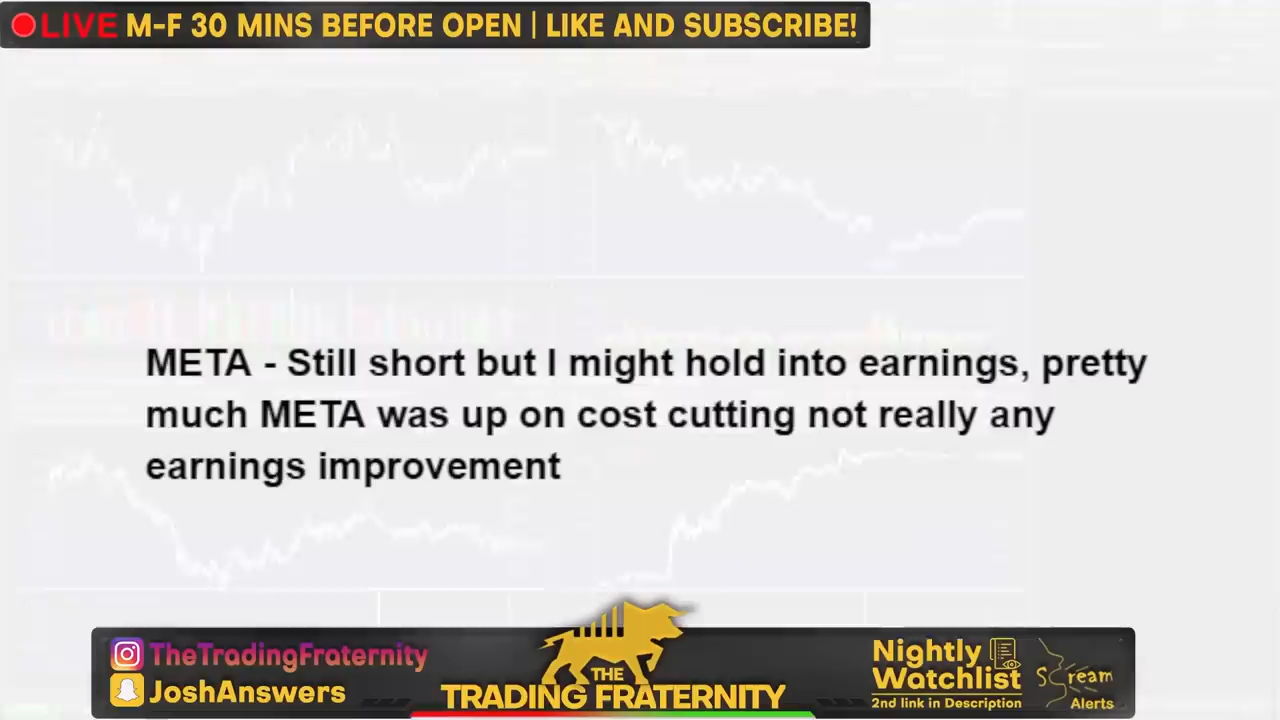 LIVE M-F 30 MINS BEFORE OPEN | LIKE AND SUBSCRIBE!
META - Still short but I might hold into earnings, pretty
much META was up on cost cutting not really any
earnings improvement
TheTradingFraternity
JoshAnswers
THE
TRADING FRATERNITY
Nightly
Watchlist
2nd link in Description
Scream
Alerts